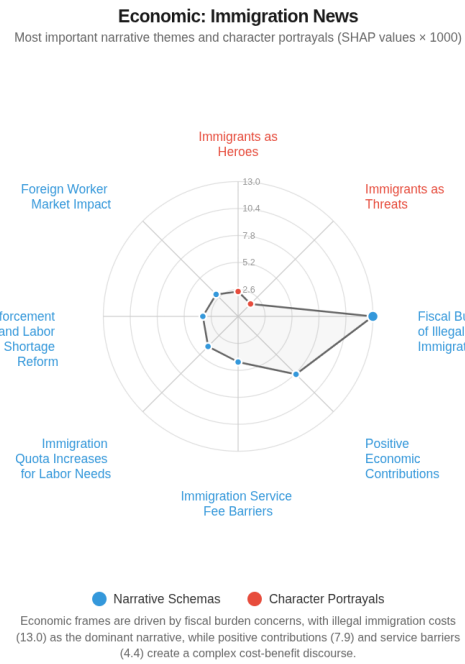 Economic: Immigration News
Most important narrative themes and character portrayals (SHAP values × 1000)
Immigrants as
Heroes
Foreign Worker
Market Impact
Immigrants as
Threats
13.0
10.4
7.8
5.2
2.6
forcement
and Labor
Shortage
Reform
Fiscal Bu
of Illegal
Immigrat
Immigration
Quota Increases
for Labor Needs
Positive
Economic
Contributions
Immigration Service
Fee Barriers
Narrative Schemas
Character Portrayals
Economic frames are driven by fiscal burden concerns, with illegal immigration costs
(13.0) as the dominant narrative, while positive contributions (7.9) and service barriers
(4.4) create a complex cost-benefit discourse.